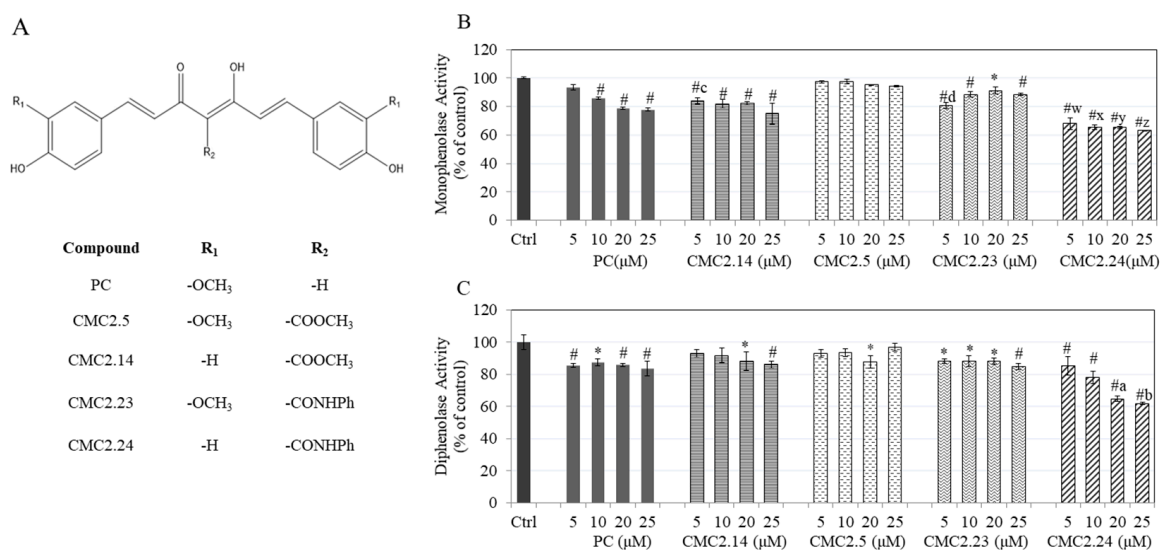 A
O
OH
R1
R1
R2
HO
OH
Compound R1 R2
PC -OCH3 -H
CMC2.5 -OCH3 -COOCH3
CMC2.14 -H -COOCH3
CMC2.23 -OCH3 -CONHPh
CMC2.24 -H -CONHPh
B
Monophenolase Activity
(% of control)
120
100
80
60
40
20
0
# # # #c # # # #d # * # #w #x #y #z
Ctrl 5 10 20 25 5 10 20 25 5 10 20 25 5 10 20 25 5 10 20 25
PC(μM) CMC2.14 (μM) CMC2.5 (μM) CMC2.23 (μM) CMC2.24(μM)
C
Diphenolase Activity
(% of control)
120
100
80
60
40
20
0
# * # # * # * * * * # # # #a #b
Ctrl 5 10 20 25 5 10 20 25 5 10 20 25 5 10 20 25 5 10 20 25
PC (μM) CMC2.14 (μM) CMC2.5 (μM) CMC2.23 (μM) CMC2.24 (μM)